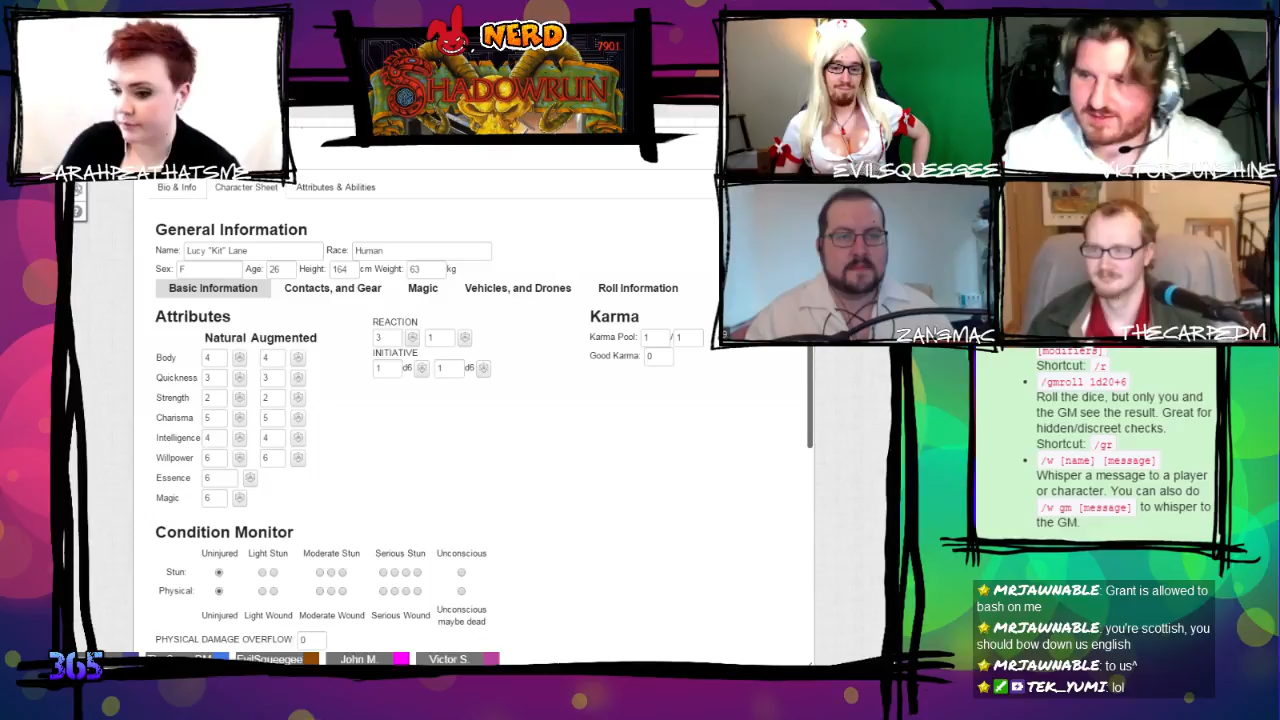 NERD
7901
SHADOWRUN
SARAHPEATHATSME
EVILSQUEEGEE
VICTORSUNSHINE
ZANGMAC
THECARPEDM
Bio & Info
Character Sheet
Attributes & Abilities
General Information
Name: Lucy "Kit" Lane Race: Human
Sex: F Age: 26 Height: 164 cm Weight: 63 kg
Basic Information Contacts, and Gear Magic Vehicles, and Drones Roll Information
Attributes
Natural Augmented
Body 4 4
Quickness 3 3
Strength 2 2
Charisma 5 5
Intelligence 4 4
Willpower 6 6
Essence 6
Magic 6
REACTION
3 1
INITIATIVE
1 d6 1 d6
Karma
Karma Pool: 1 / 1
Good Karma: 0
Condition Monitor
Uninjured Light Stun Moderate Stun Serious Stun Unconscious
Stun:
Physical:
Uninjured Light Wound Moderate Wound Serious Wound Unconscious
maybe dead
PHYSICAL DAMAGE OVERFLOW: 0
365
EvilSqueegee John M. Victor S.
[modifiers]
Shortcut: /r
• /gmroll 1d20+6
Roll the dice, but only you and
the GM see the result. Great for
hidden/discreet checks.
Shortcut: /gr
• /w [name] [message]
Whisper a message to a player
or character. You can also do
/w gm [message] to whisper to
the GM.
MRJAWNABLE: Grant is allowed to
bash on me
MRJAWNABLE: you're scottish, you
should bow down us english
MRJAWNABLE: to us^
TEK_YUMI: lol